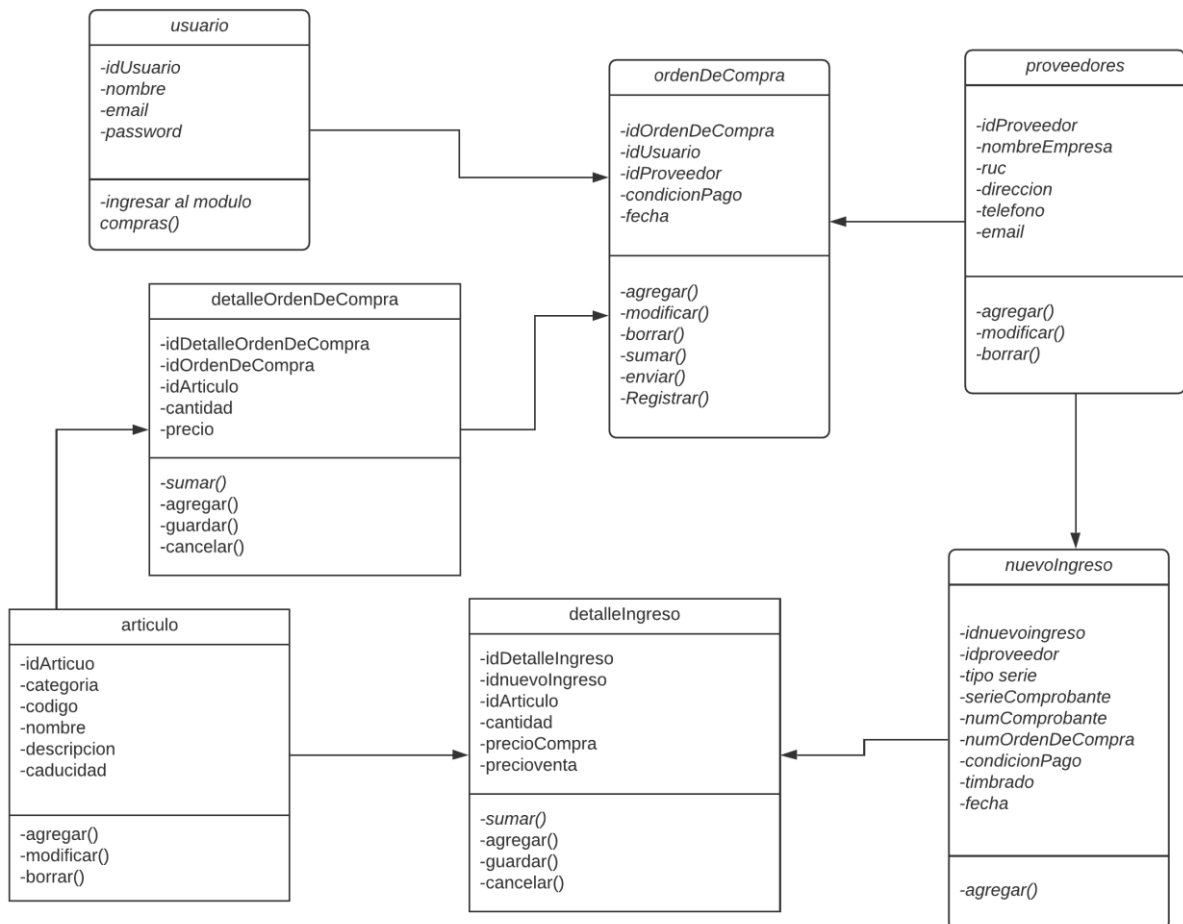 usuario
-idUsuario
-nombre
-email
-password
-ingresar al modulo
compras()
ordenDeCompra
-idOrdenDeCompra
-idUsuario
-idProveedor
-condicionPago
-fecha
-agregar()
-modificar()
-borrar()
-sumar()
-enviar()
-Registrar()
proveedores
-idProveedor
-nombreEmpresa
-ruc
-direccion
-telefono
-email
-agregar()
-modificar()
-borrar()
detalleOrdenDeCompra
-idDetalleOrdenDeCompra
-idOrdenDeCompra
-idArticulo
-cantidad
-precio
-sumar()
-agregar()
-guardar()
-cancelar()
articulo
-idArticuo
-categoria
-codigo
-nombre
-descripcion
-caducidad
-agregar()
-modificar()
-borrar()
detalleIngreso
-idDetalleIngreso
-idnuevoIngreso
-idArticulo
-cantidad
-precioCompra
-precioventa
-sumar()
-agregar()
-guardar()
-cancelar()
nuevoIngreso
-idnuevoingreso
-idproveedor
-tipo serie
-serieComprobante
-numComprobante
-numOrdenDeCompra
-condicionPago
-timbrado
-fecha
-agregar()